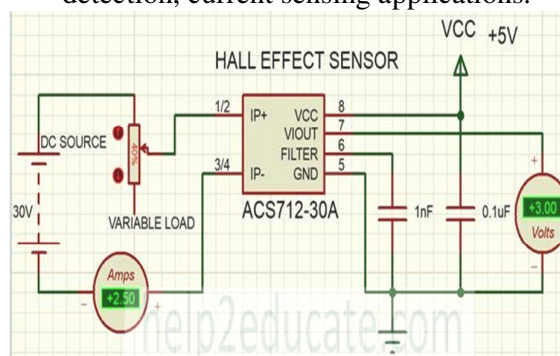 detection, current sensing applications.
VCC +5V
HALL EFFECT SENSOR
1/2 IP+ VCC 8
VIOUT 7
DC SOURCE 40% FILTER 6
3/4 IP- GND 5
30V VARIABLE LOAD ACS712-30A 1nF 0.1uF +3.00
Volts
Amps
+2.50
help2educate.com